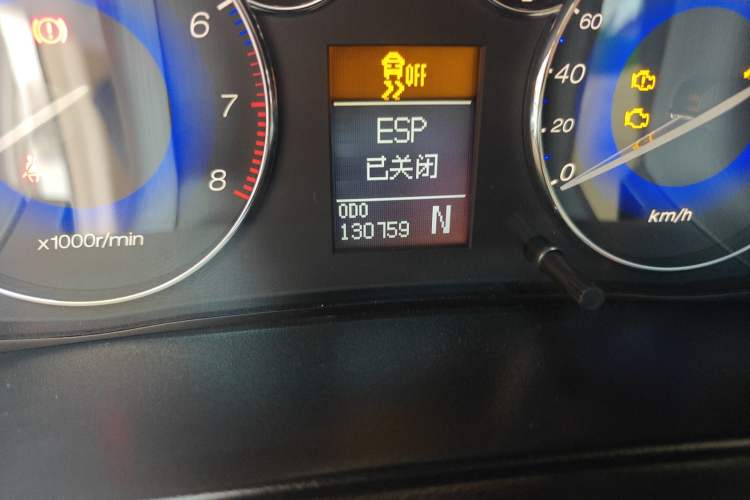 6
7
8
x1000r/min
OFF
ESP
已关闭
ODO
130759
N
60
40
20
0
km/h